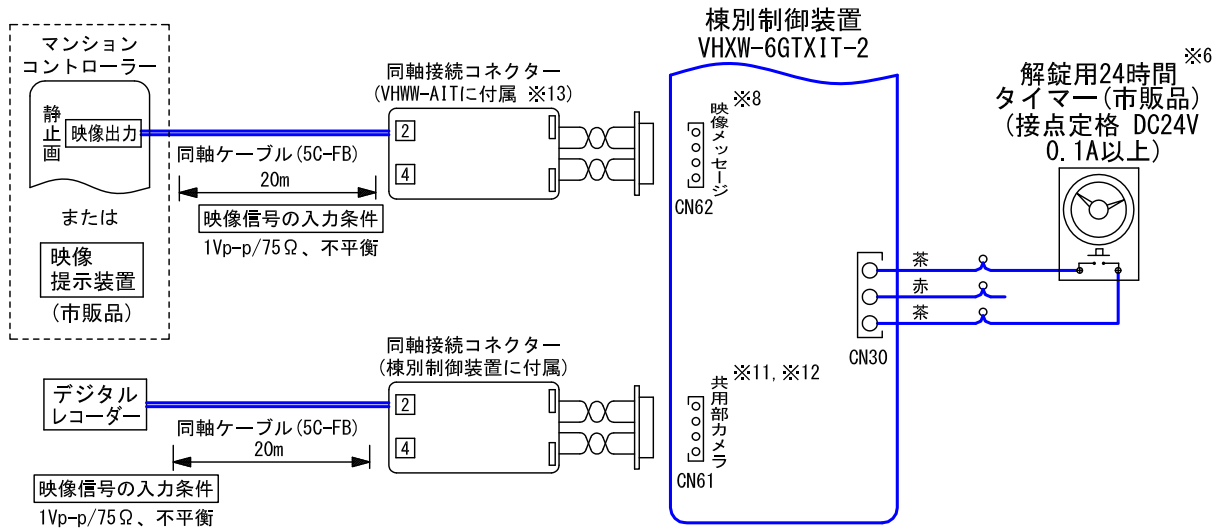 マンション
コントローラー
静止画
映像出力
または
映像
提示装置
(市販品)
同軸ケーブル(5C-FB)
20m
映像信号の入力条件
1Vp-p/75Ω、不平衡
同軸接続コネクター
(VHWW-AITに付属 ※13)
2
4
棟別制御装置
VHXW-6GTXIT-2
映像メッセージ
※8
CN62
解錠用24時間 ※6
タイマー(市販品)
(接点定格 DC24V
0.1A以上)
茶
赤
茶
CN30
デジタル
レコーダー
同軸ケーブル(5C-FB)
20m
映像信号の入力条件
1Vp-p/75Ω、不平衡
同軸接続コネクター
(棟別制御装置に付属)
2
4
共用部カメラ
※11, ※12
CN61